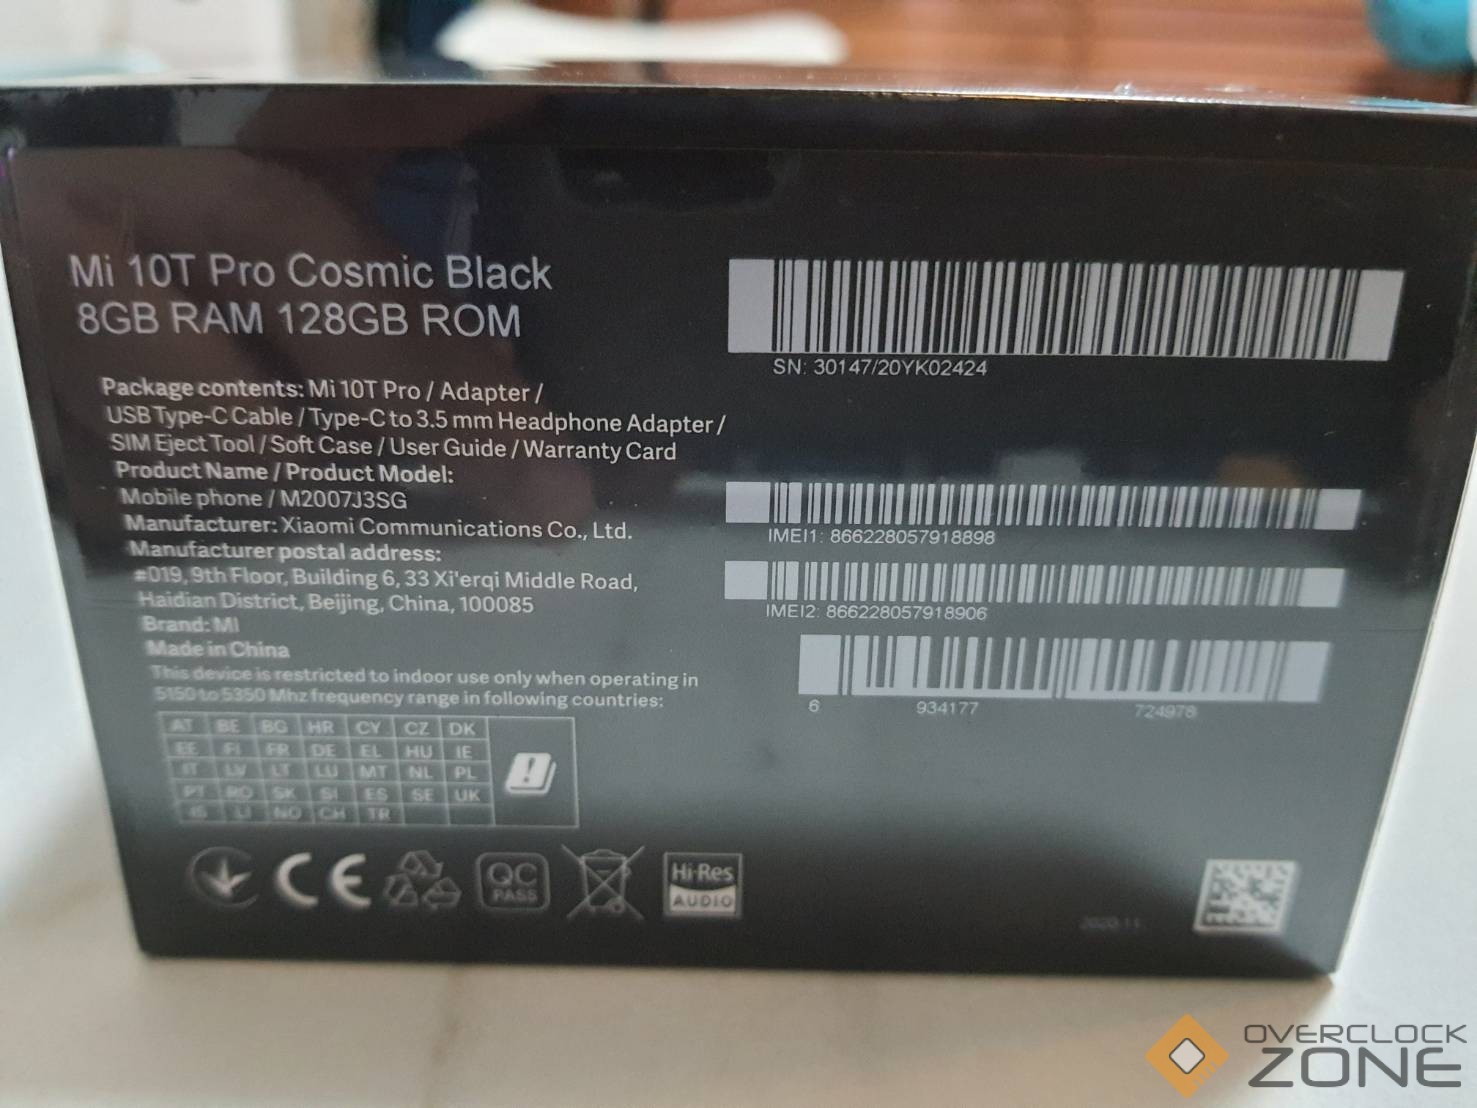 Mi 10T Pro Cosmic Black
8GB RAM 128GB ROM
Package contents: Mi 10T Pro / Adapter /
USB Type-C Cable / Type-C to 3.5 mm Headphone Adapter /
SIM Eject Tool / Soft Case / User Guide / Warranty Card
Product Name / Product Model:
Mobile phone / M2007J3SG
Manufacturer: Xiaomi Communications Co., Ltd.
Manufacturer postal address:
#019, 9th Floor, Building 6, 33 Xi'erqi Middle Road,
Haidian District, Beijing, China, 100085
Brand: MI
Made in China
This device is restricted to indoor use only when operating in
5150 to 5350 Mhz frequency range in following countries:
AT BE BG HR CY CZ DK
EE FI FR DE EL HU IE
IT LV LT LU MT NL PL
PT RO SK SI ES SE UK
IS LI NO CH TR
CE
QC
PASS
Hi-Res
AUDIO
SN: 30147/20YK02424
IMEI1: 866228057918898
IMEI2: 866228057918906
6 934177 724978
2020.11
OVERCLOCK
ZONE